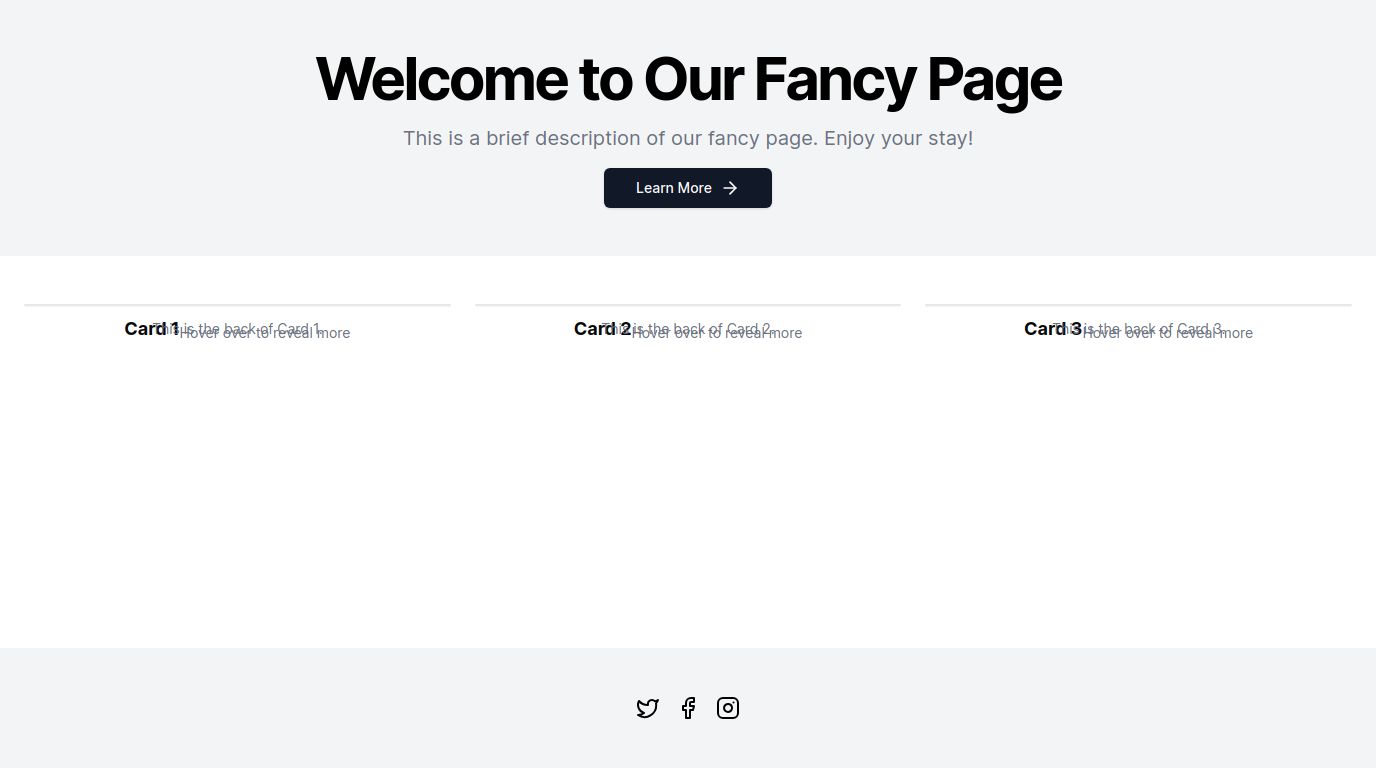 Welcome to Our Fancy Page
This is a brief description of our fancy page. Enjoy your stay!
Learn More
Card 1
This is the back of Card 1.
Hover over to reveal more
Card 2
This is the back of Card 2.
Hover over to reveal more
Card 3
This is the back of Card 3.
Hover over to reveal more